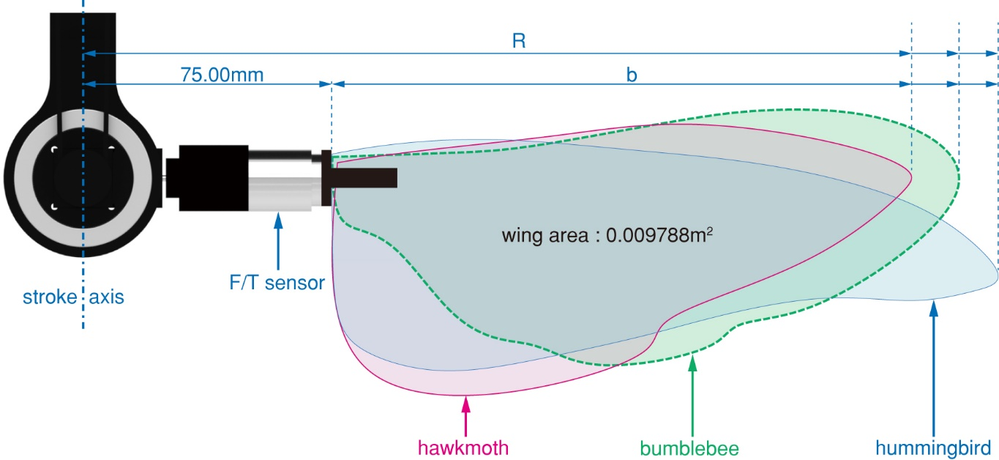 R
75.00mm
b
wing area : 0.009788m²
F/T sensor
stroke axis
hawkmoth
bumblebee
hummingbird